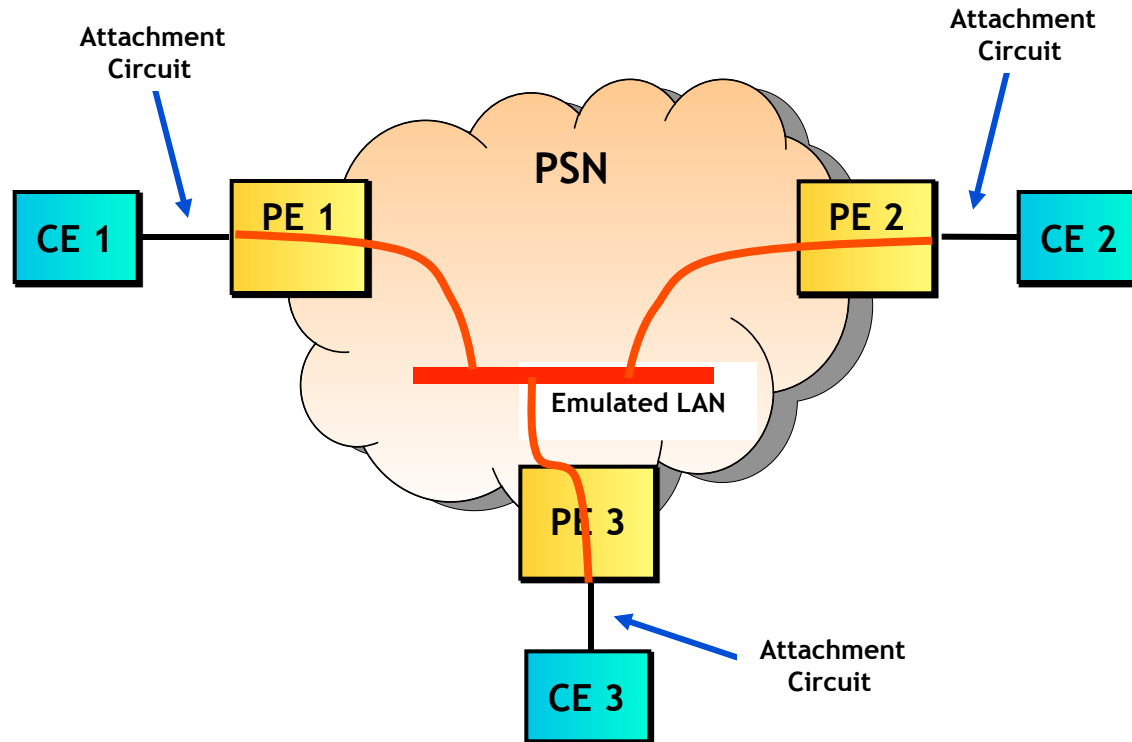 Attachment
Circuit
Attachment
Circuit
PSN
CE 1
PE 1
PE 2
CE 2
Emulated LAN
PE 3
Attachment
Circuit
CE 3